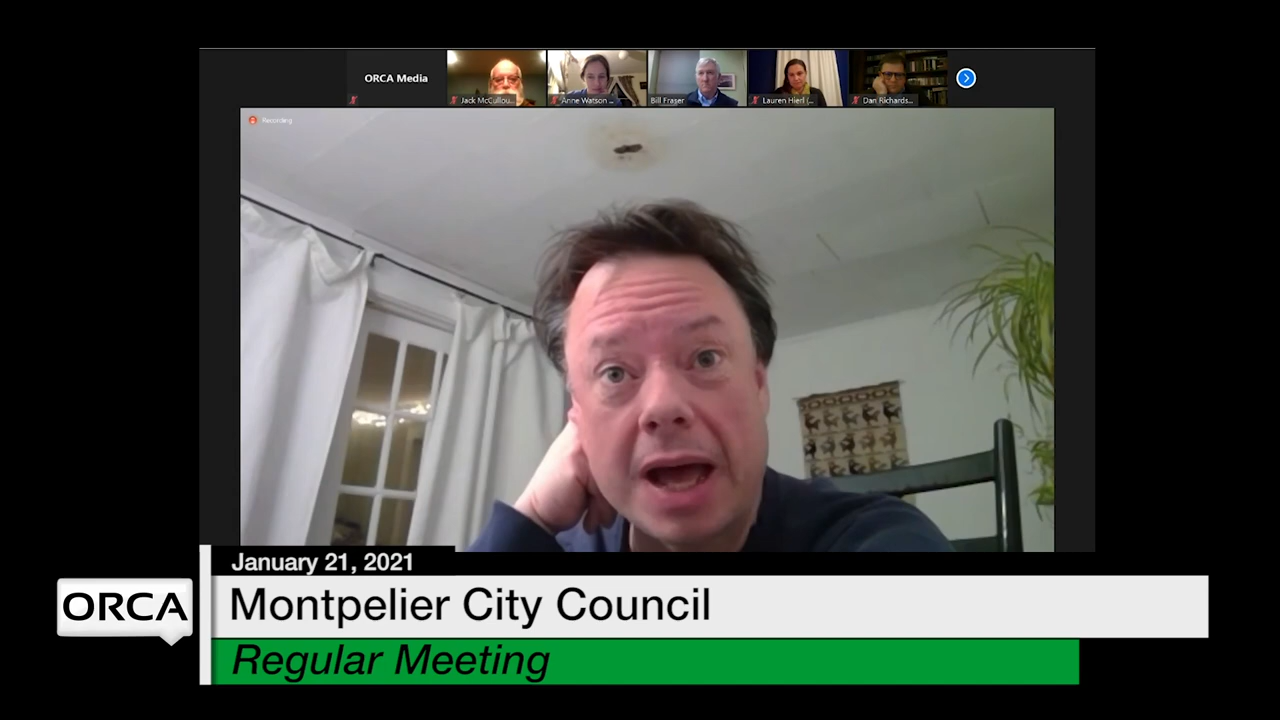 ORCA Media
Jack McCullou...
Anne Watson ...
Bill Fraser
Lauren Hierl (...
Dan Richards...
Recording
January 21, 2021
ORCA
Montpelier City Council
Regular Meeting